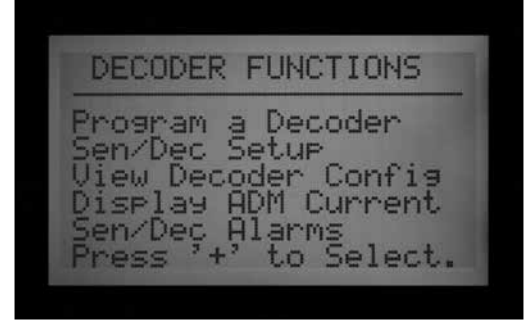 DECODER FUNCTIONS
Program a Decoder
Sen/Dec Setup
View Decoder Config
Display ADM Current
Sen/Dec Alarms
Press '+' to Select.